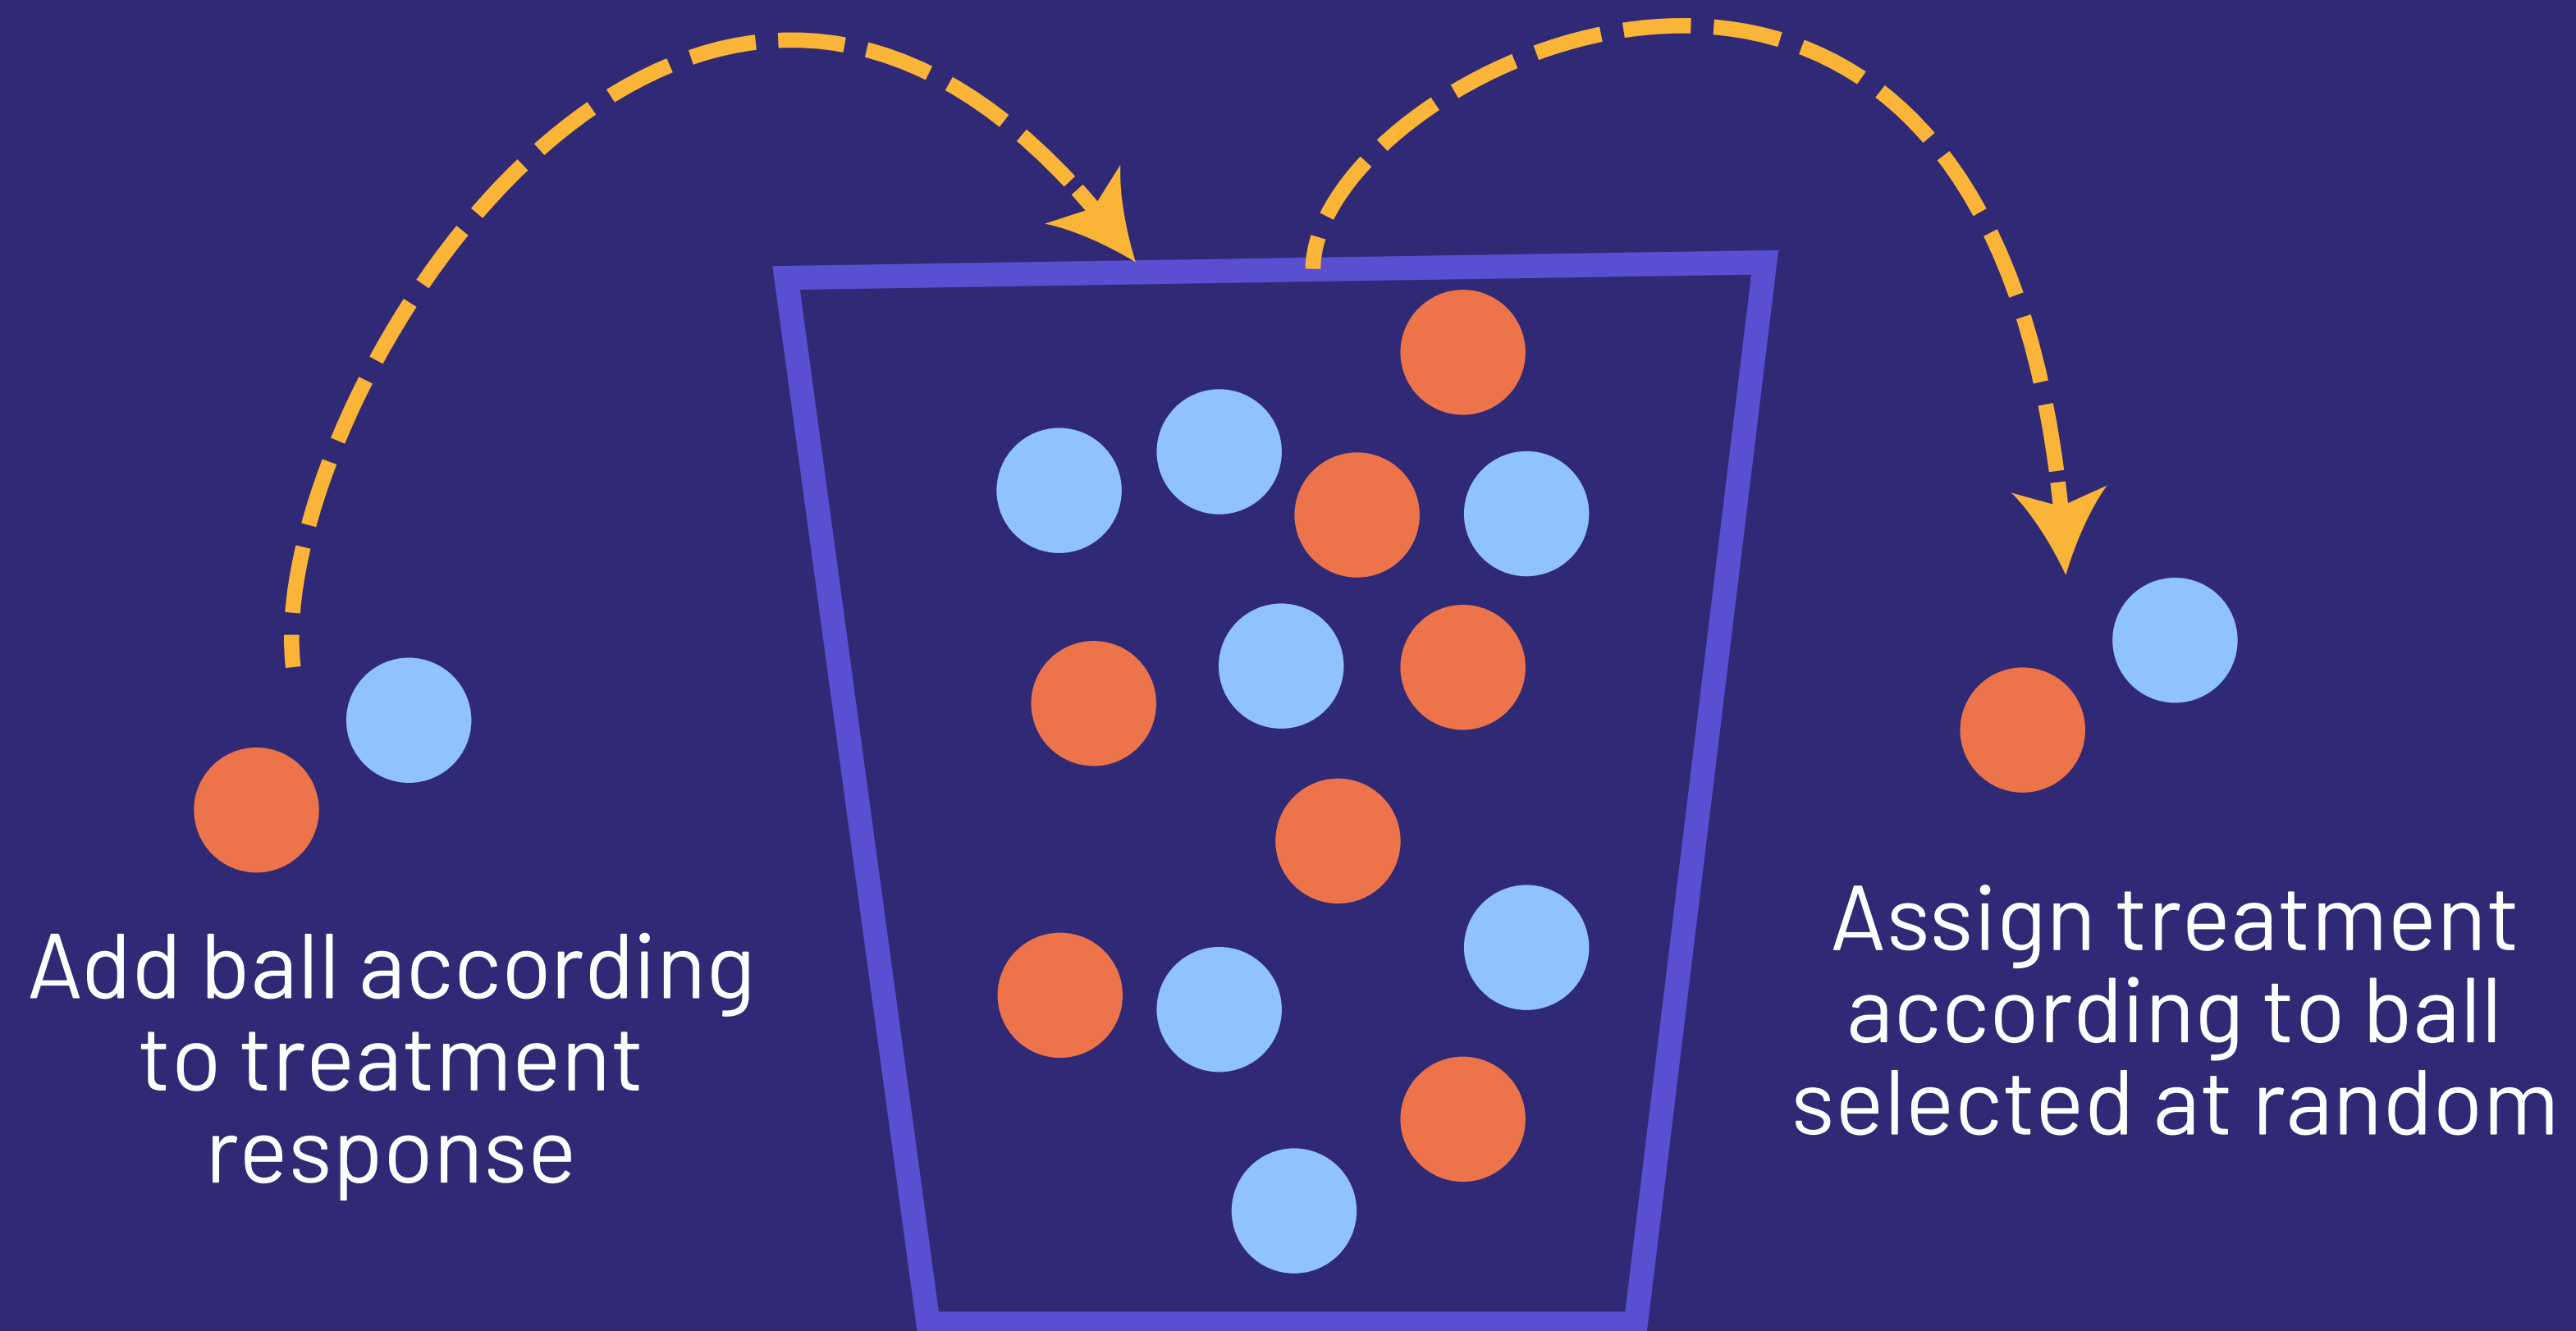 Add ball according
to treatment
response
Assign treatment
according to ball
selected at random